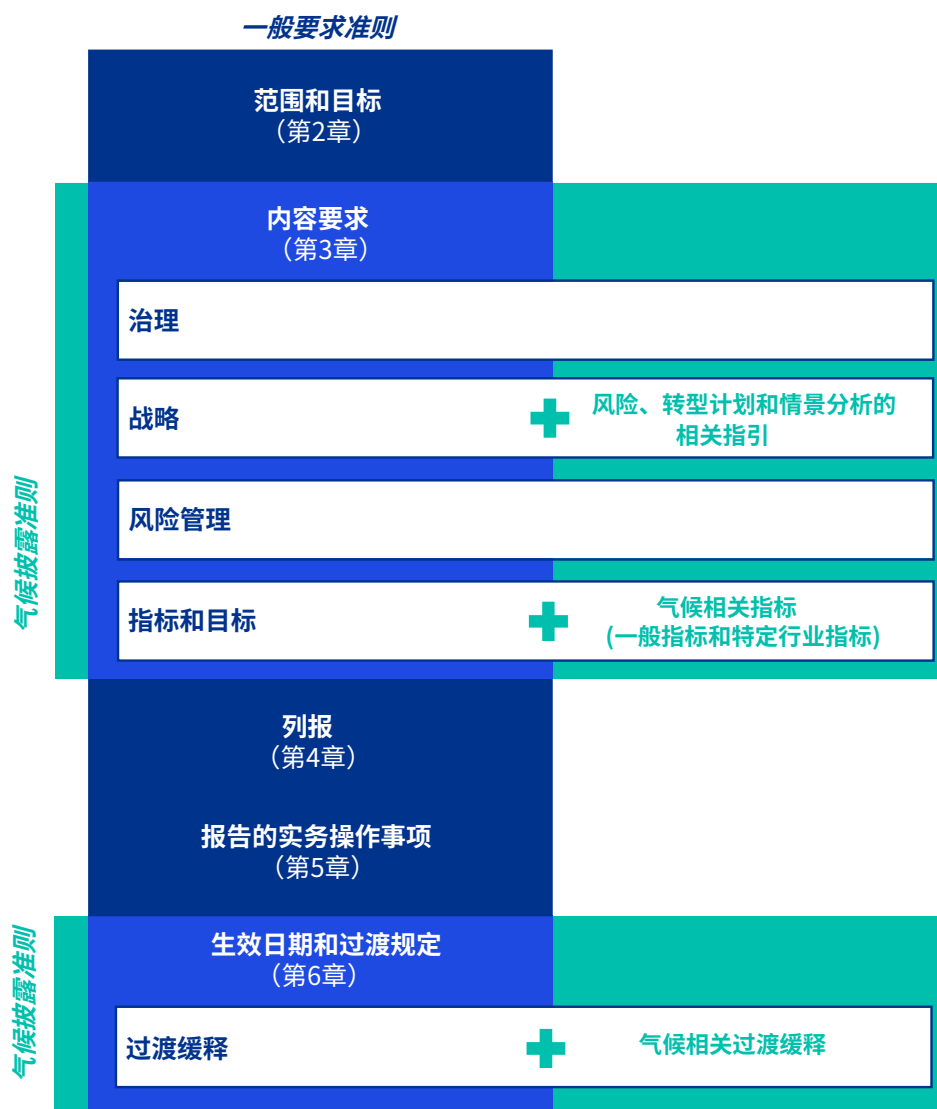 一般要求准则
范围和目标
（第2章）
内容要求
（第3章）
治理
战略
风险、转型计划和情景分析的
相关指引
风险管理
指标和目标
气候相关指标
(一般指标和特定行业指标)
气候披露准则
列报
（第4章）
报告的实务操作事项
（第5章）
生效日期和过渡规定
（第6章）
过渡缓释
气候相关过渡缓释
气候披露准则